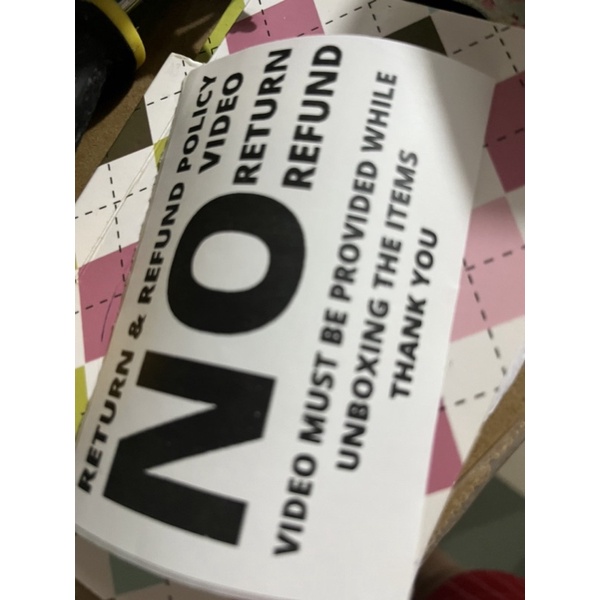 RETURN & REFUND POLICY
NO VIDEO
RETURN
REFUND
VIDEO MUST BE PROVIDED WHILE
UNBOXING THE ITEMS
THANK YOU